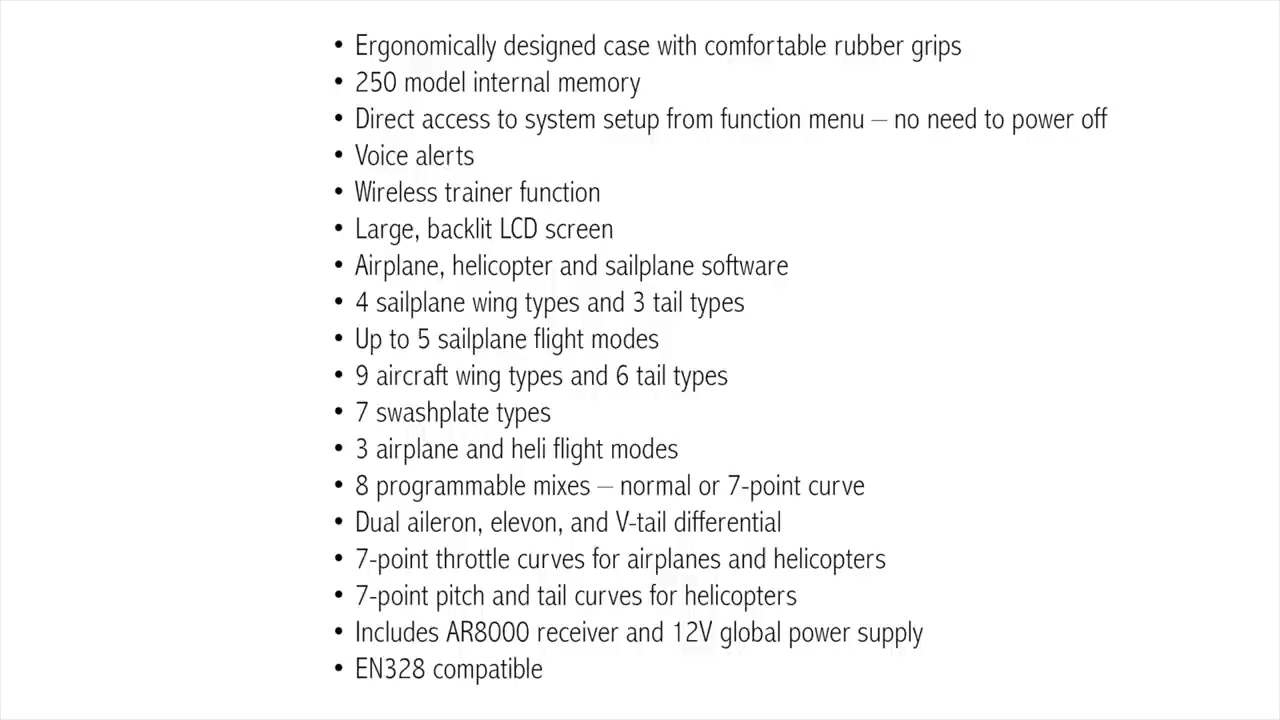 • Ergonomically designed case with comfortable rubber grips
• 250 model internal memory
• Direct access to system setup from function menu – no need to power off
• Voice alerts
• Wireless trainer function
• Large, backlit LCD screen
• Airplane, helicopter and sailplane software
• 4 sailplane wing types and 3 tail types
• Up to 5 sailplane flight modes
• 9 aircraft wing types and 6 tail types
• 7 swashplate types
• 3 airplane and heli flight modes
• 8 programmable mixes – normal or 7-point curve
• Dual aileron, elevon, and V-tail differential
• 7-point throttle curves for airplanes and helicopters
• 7-point pitch and tail curves for helicopters
• Includes AR8000 receiver and 12V global power supply
• EN328 compatible